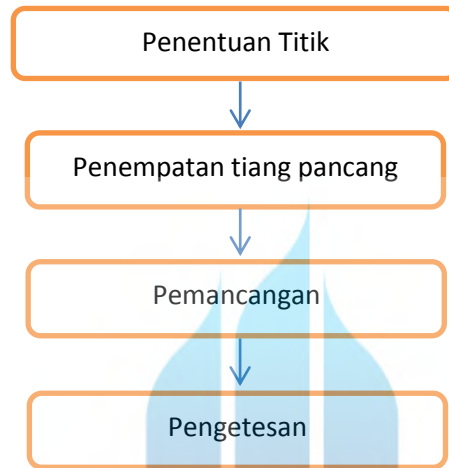 Penentuan Titik
Penempatan tiang pancang
Pemancangan
Pengetesan